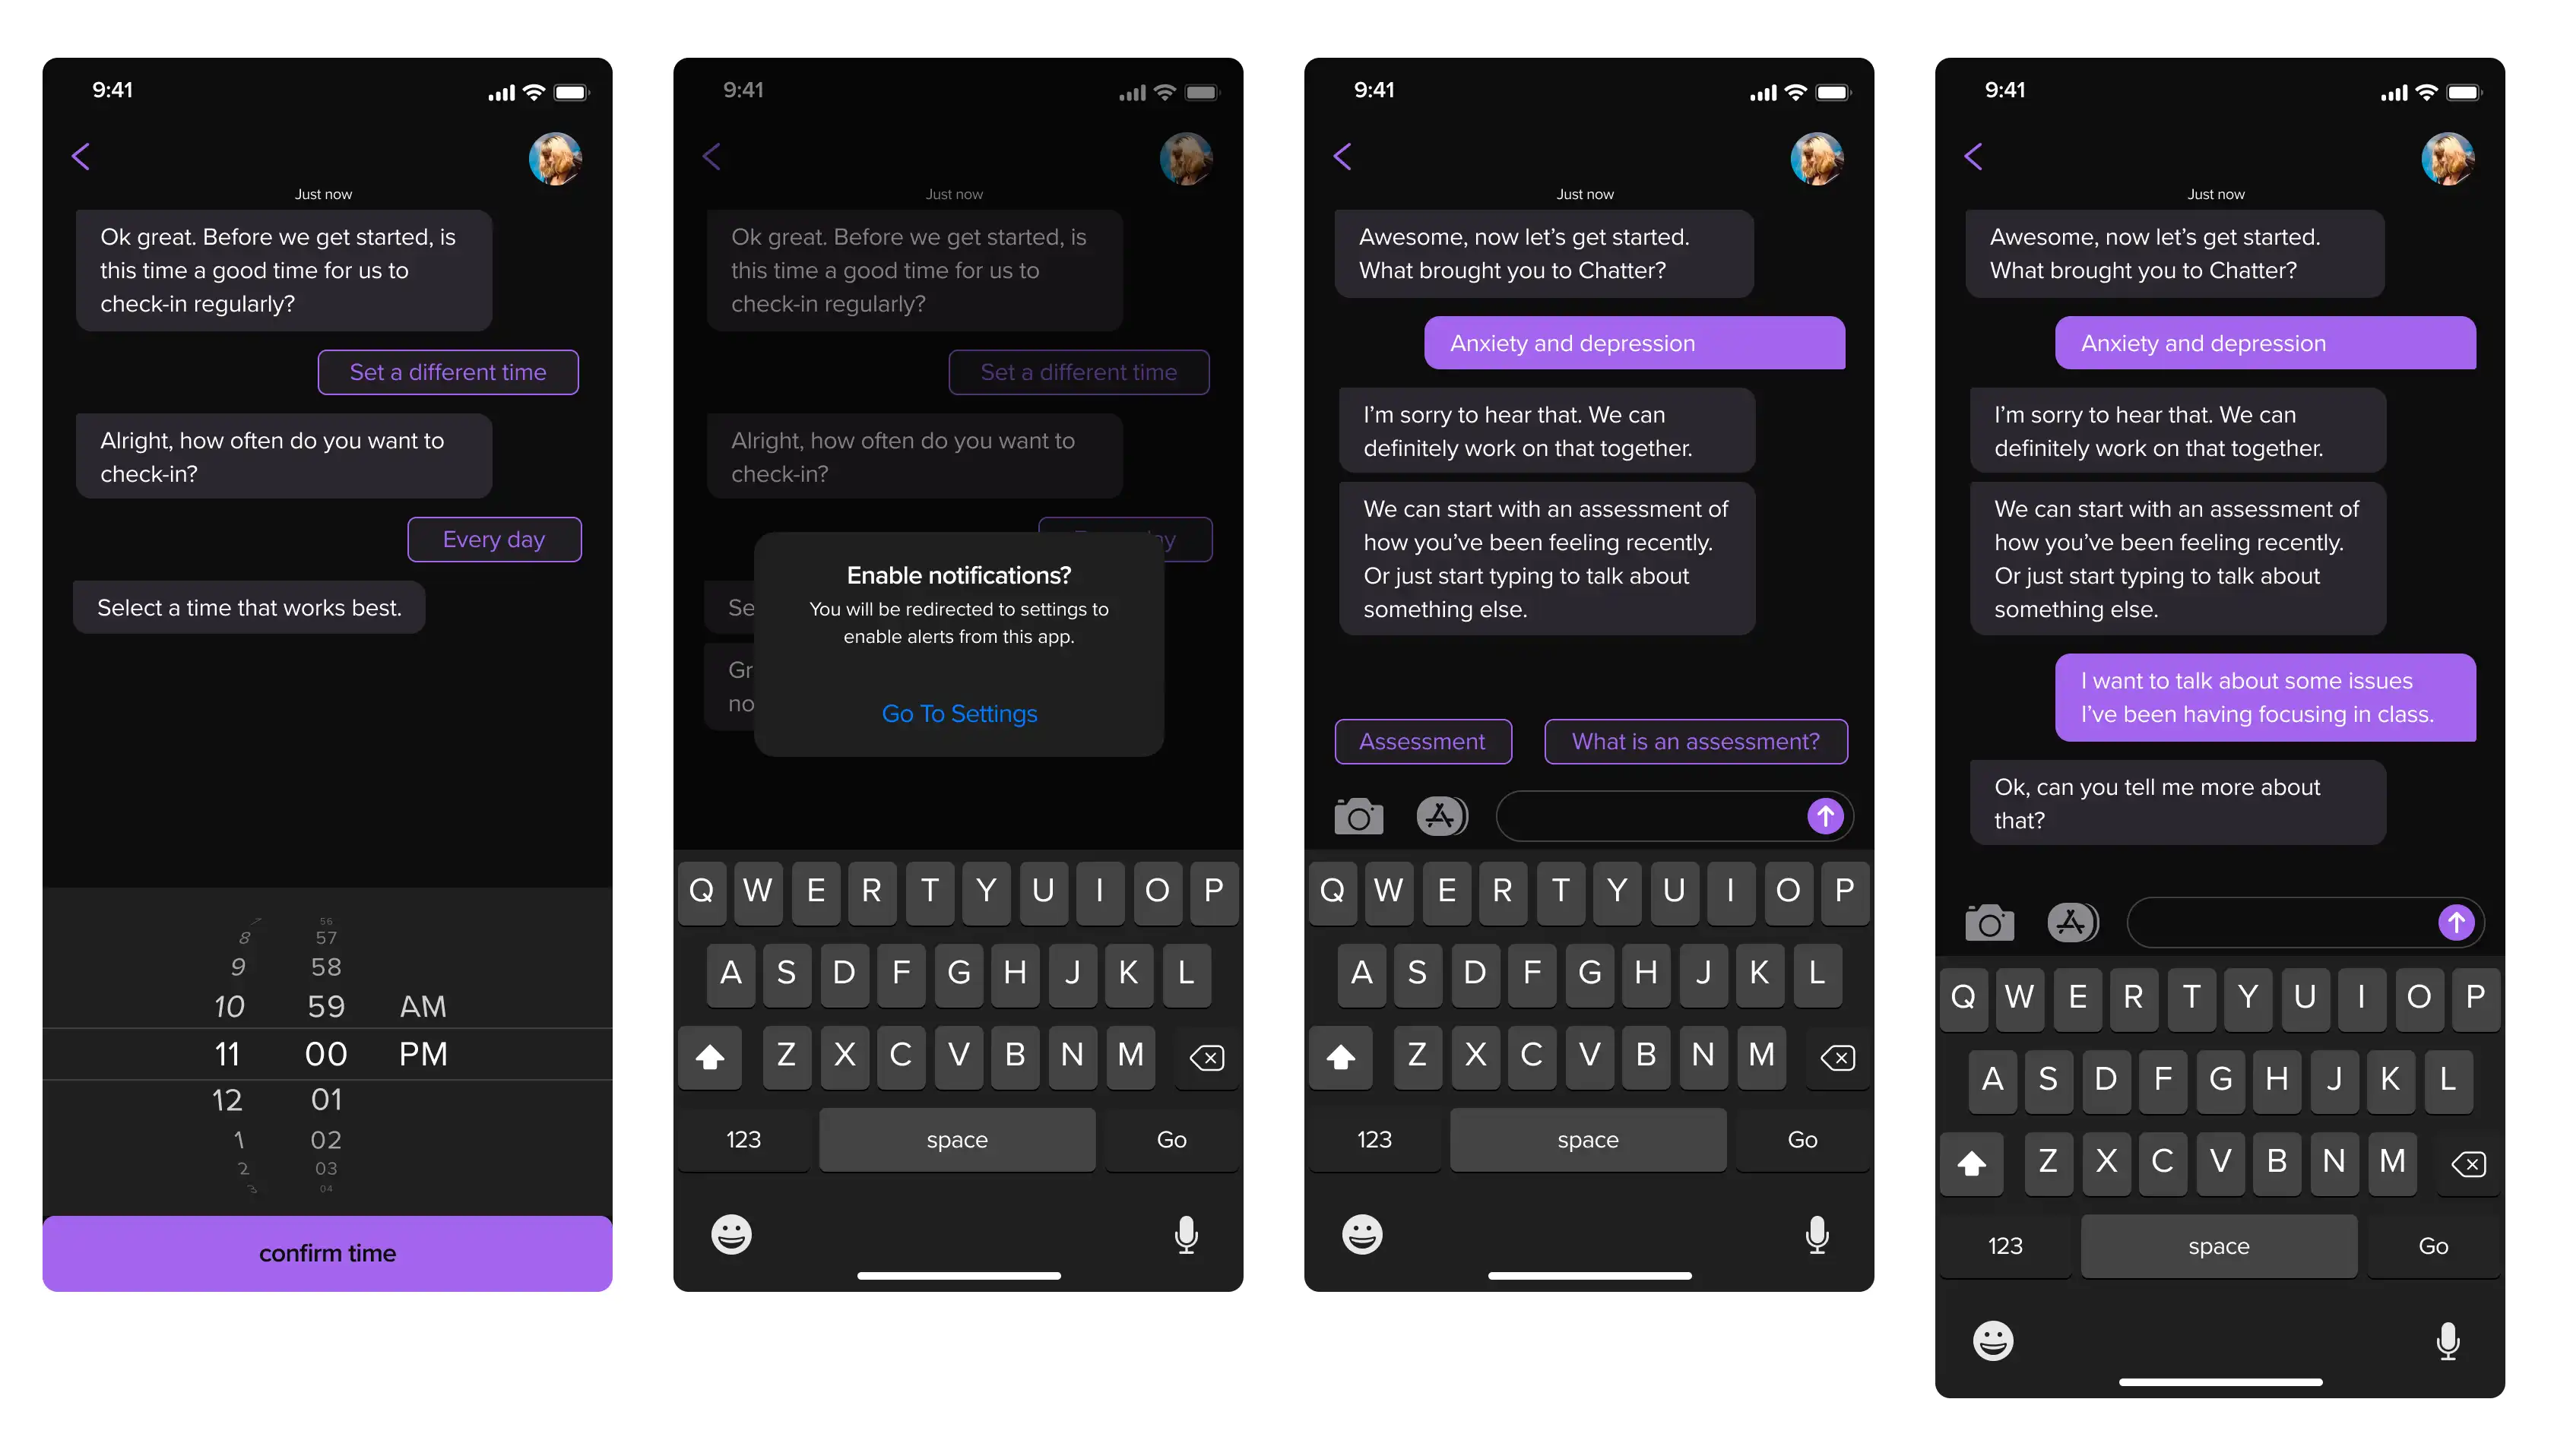 9:41
Just now
Ok great. Before we get started, is
this time a good time for us to
check-in regularly?
Set a different time
Alright, how often do you want to
check-in?
Every day
Select a time that works best.
56
8 57
9 58
10 59 AM
11 00 PM
12 01
1 02
2 03
3 04
confirm time
9:41
Just now
Ok great. Before we get started, is
this time a good time for us to
check-in regularly?
Set a different time
Alright, how often do you want to
check-in?
Enable notifications?
You will be redirected to settings to
enable alerts from this app.
Go To Settings
Q W E R T Y U I O P
A S D F G H J K L
Z X C V B N M
123 space Go
9:41
Just now
Awesome, now let’s get started.
What brought you to Chatter?
Anxiety and depression
I’m sorry to hear that. We can
definitely work on that together.
We can start with an assessment of
how you’ve been feeling recently.
Or just start typing to talk about
something else.
Assessment What is an assessment?
Q W E R T Y U I O P
A S D F G H J K L
Z X C V B N M
123 space Go
9:41
Just now
Awesome, now let’s get started.
What brought you to Chatter?
Anxiety and depression
I’m sorry to hear that. We can
definitely work on that together.
We can start with an assessment of
how you’ve been feeling recently.
Or just start typing to talk about
something else.
I want to talk about some issues
I’ve been having focusing in class.
Ok, can you tell me more about
that?
Q W E R T Y U I O P
A S D F G H J K L
Z X C V B N M
123 space Go